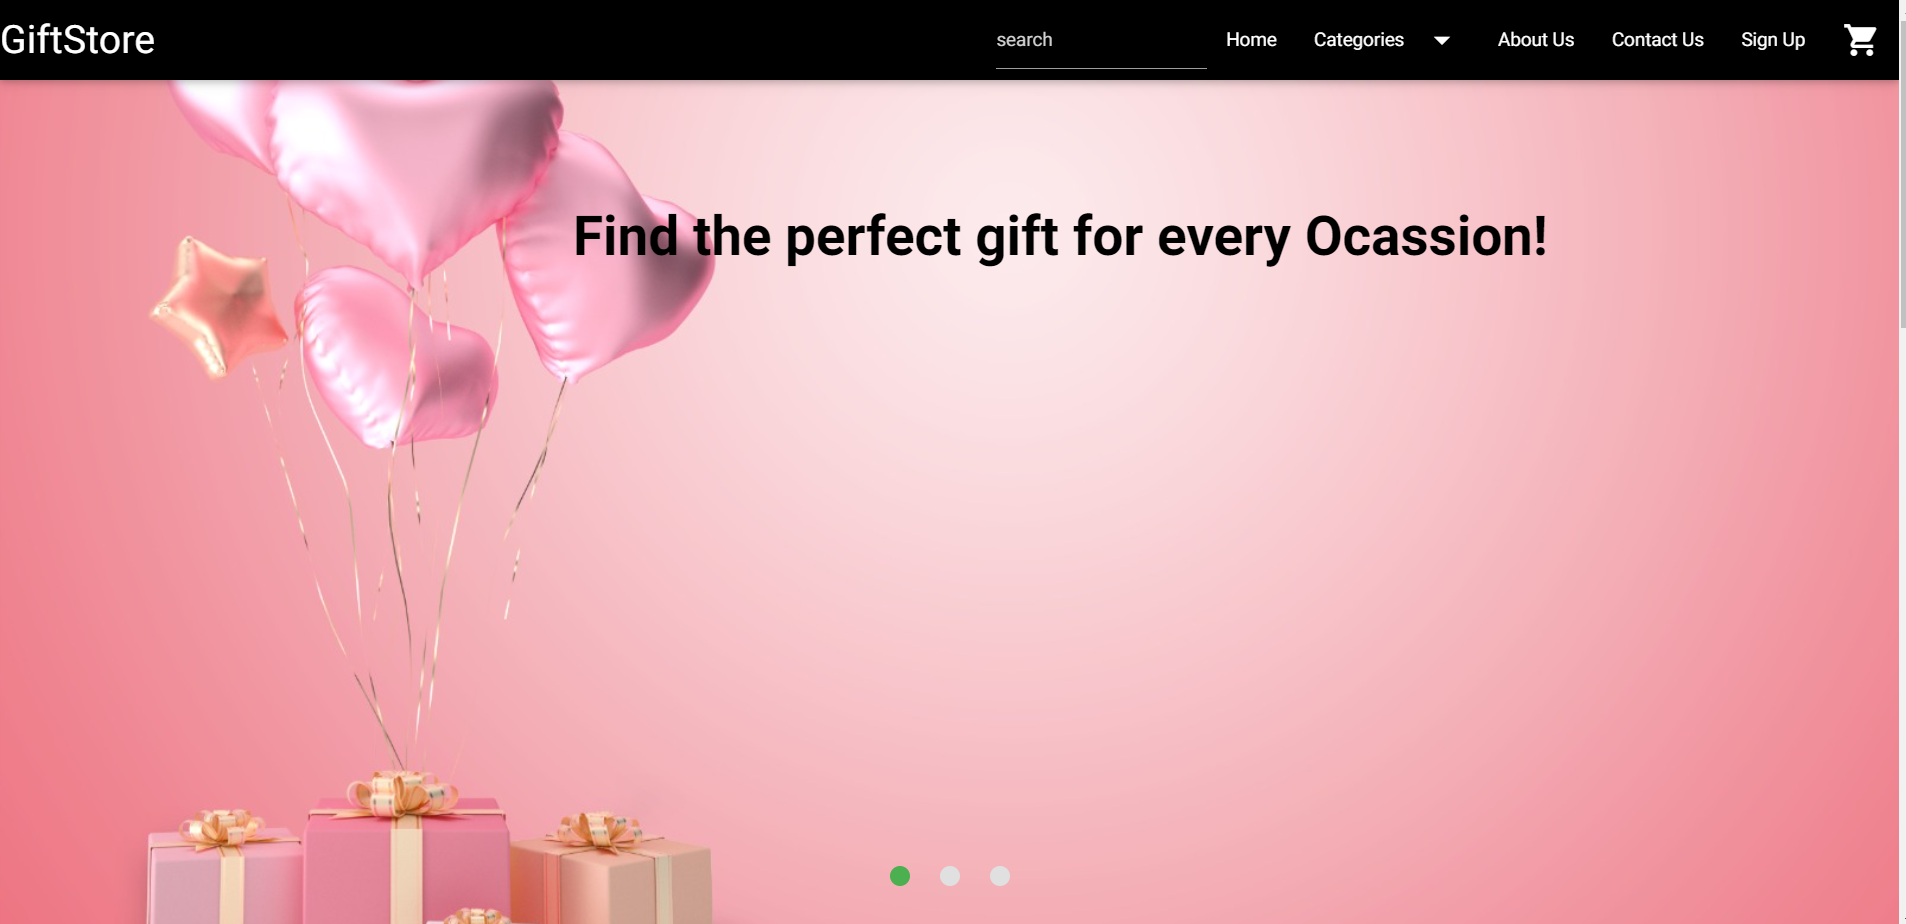 GiftStore
search Home Categories About Us Contact Us Sign Up
Find the perfect gift for every Ocassion!